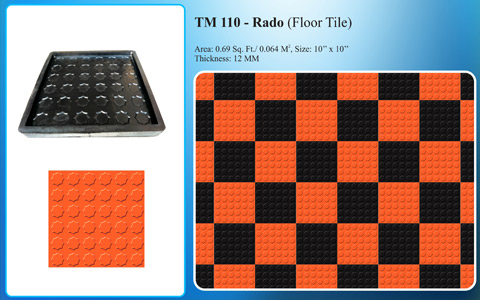 TM 110 - Rado (Floor Tile)
Area: 0.69 Sq. Ft./ 0.064 M², Size: 10’’ x 10’’
Thickness: 12 MM